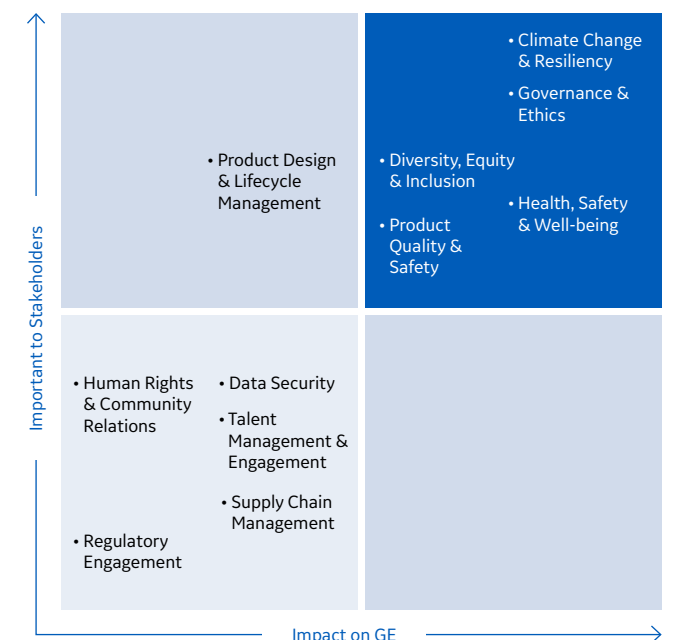 Important to Stakeholders
• Product Design
& Lifecycle
Management
• Climate Change
& Resiliency
• Governance &
Ethics
• Diversity, Equity
& Inclusion
• Health, Safety
& Well-being
• Product
Quality &
Safety
• Human Rights
& Community
Relations
• Regulatory
Engagement
• Data Security
• Talent
Management &
Engagement
• Supply Chain
Management
Impact on GE